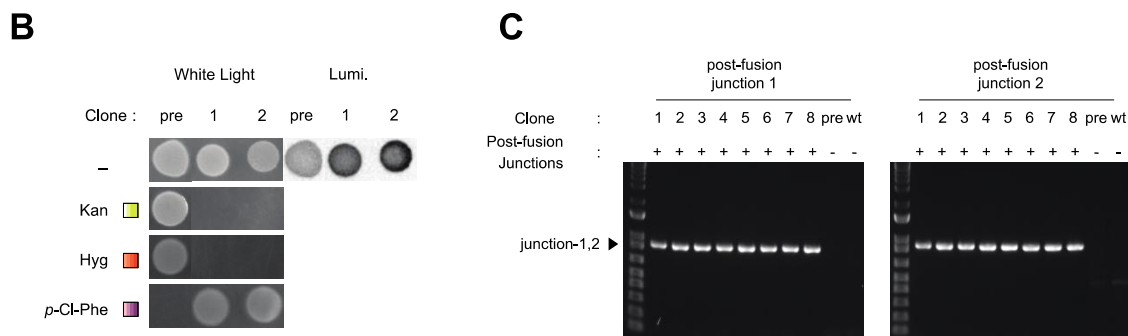 B
White Light Lumi.
Clone : pre 1 2 pre 1 2
–
Kan
Hyg
p-Cl-Phe
C
post-fusion
junction 1
post-fusion
junction 2
Clone : 1 2 3 4 5 6 7 8 pre wt 1 2 3 4 5 6 7 8 pre wt
Post-fusion
Junctions : + + + + + + + + - - + + + + + + + + - -
junction-1,2